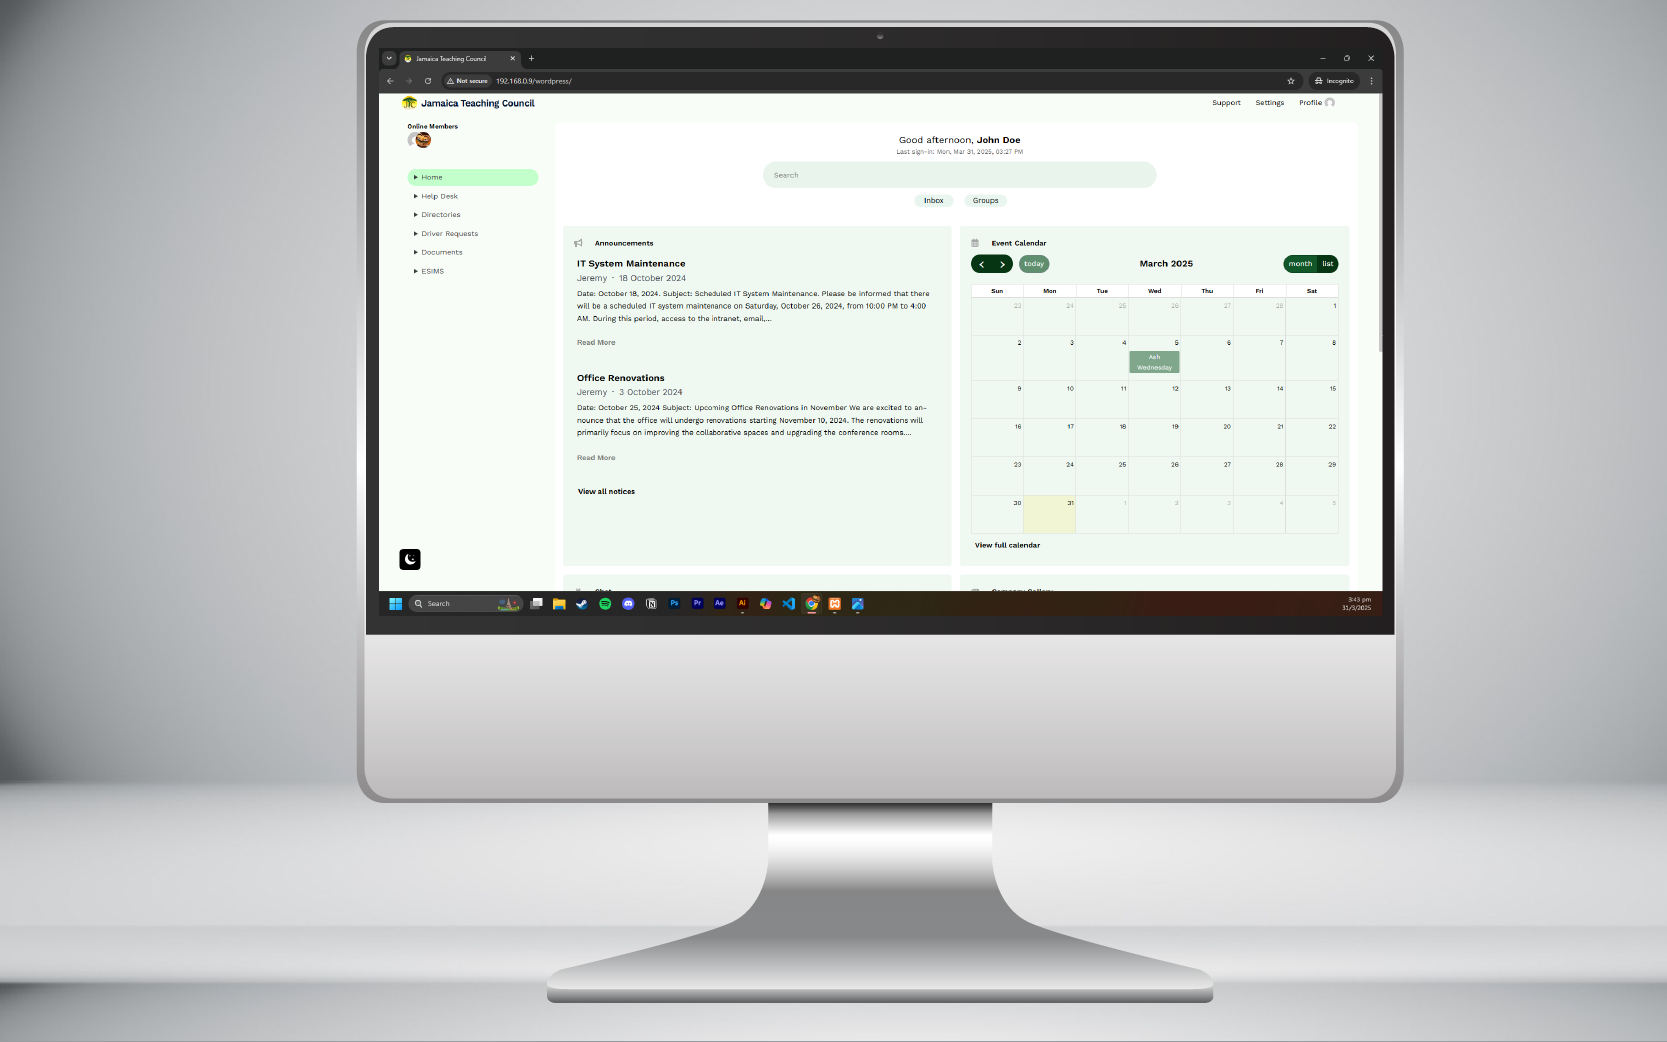 Jamaica Teaching Council
Not secure 192.168.0.9/wordpress/
Incognito
JTC Jamaica Teaching Council
Support Settings Profile
Online Members
Home
Help Desk
Directories
Driver Requests
Documents
ESIMS
Good afternoon, John Doe
Last sign-in: Mon, Mar 31, 2025, 03:27 PM
Search
Inbox Groups
Announcements
IT System Maintenance
Jeremy · 18 October 2024
Date: October 18, 2024. Subject: Scheduled IT System Maintenance. Please be informed that there
will be a scheduled IT system maintenance on Saturday, October 26, 2024, from 10:00 PM to 4:00
AM. During this period, access to the intranet, email,...
Read More
Office Renovations
Jeremy · 3 October 2024
Date: October 25, 2024 Subject: Upcoming Office Renovations in November We are excited to an-
nounce that the office will undergo renovations starting November 10, 2024. The renovations will
primarily focus on improving the collaborative spaces and upgrading the conference rooms....
Read More
View all notices
Event Calendar
today March 2025 month list
Sun Mon Tue Wed Thu Fri Sat
23 24 25 26 27 28 1
2 3 4 5 6 7 8
Ash
Wednesday
9 10 11 12 13 14 15
16 17 18 19 20 21 22
23 24 25 26 27 28 29
30 31 1 2 3 4 5
View full calendar
Chat
Company Gallery
Search
Ps Pr Ae Ai
3:43 pm
31/3/2025